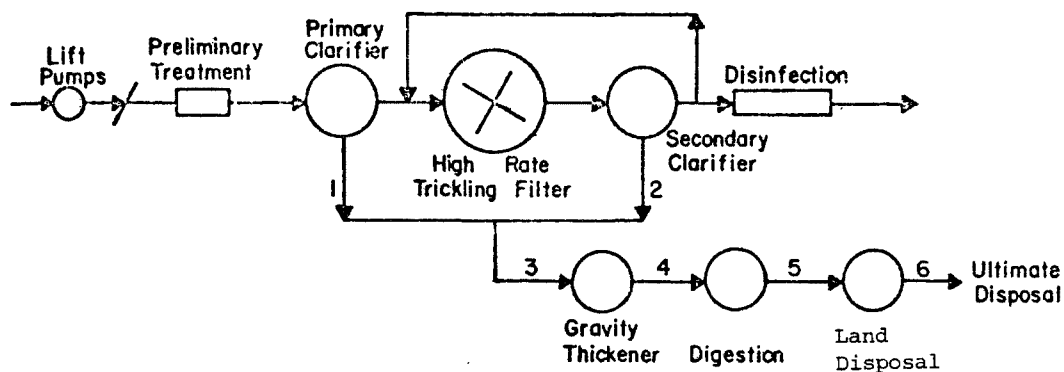 Lift
Pumps
Preliminary
Treatment
Primary
Clarifier
Disinfection
High Rate
Trickling Filter
Secondary
Clarifier
1
2
3
4
5
6
Ultimate
Disposal
Gravity
Thickener
Digestion
Land
Disposal